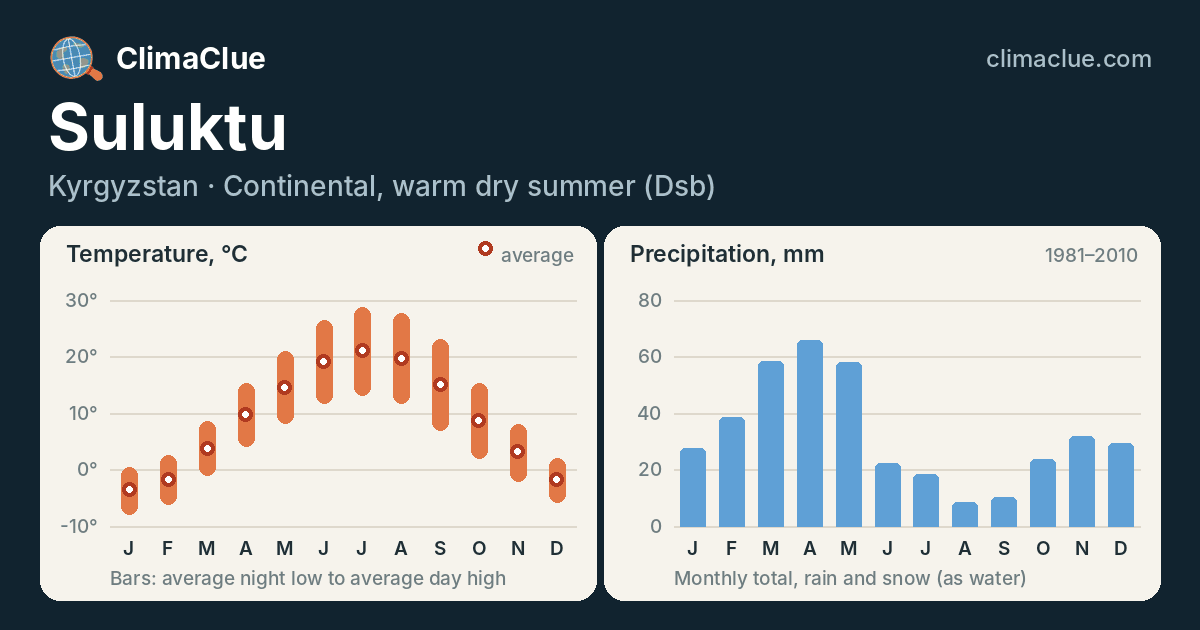 ClimaClue
climaclue.com
Suluktu
Kyrgyzstan · Continental, warm dry summer (Dsb)
Temperature, °C
average
30°
20°
10°
0°
-10°
J F M A M J J A S O N D
Bars: average night low to average day high
Precipitation, mm
1981–2010
80
60
40
20
0
J F M A M J J A S O N D
Monthly total, rain and snow (as water)